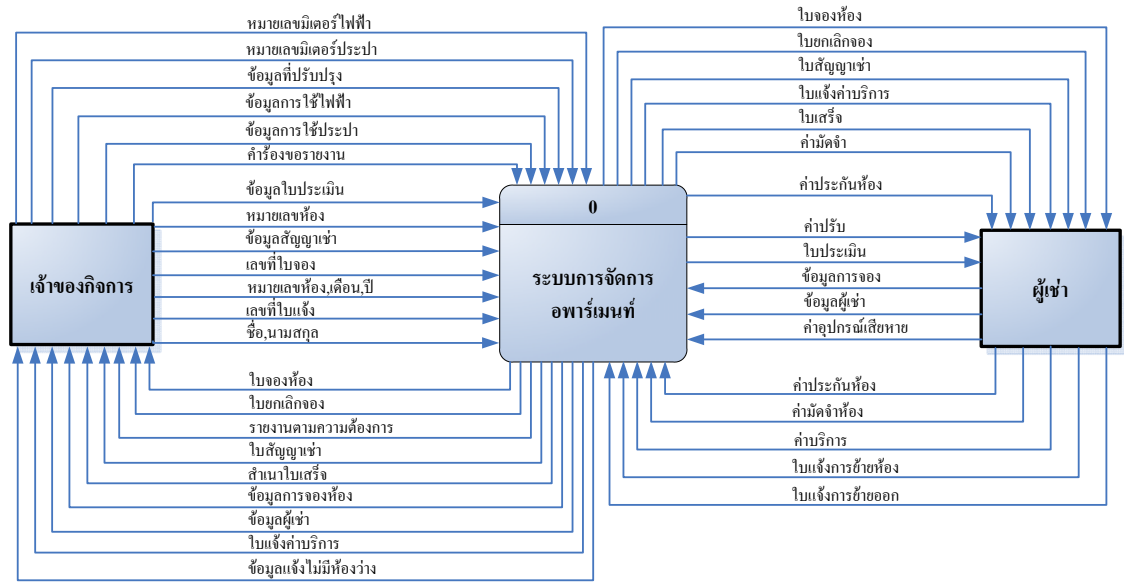 หมายเลขมิเตอร์ไฟฟ้า
หมายเลขมิเตอร์ประปา
ข้อมูลที่ปรับปรุง
ข้อมูลการใช้ไฟฟ้า
ข้อมูลการใช้ประปา
คำร้องขอรายงาน
ข้อมูลใบประเมิน
หมายเลขห้อง
ข้อมูลสัญญาเช่า
เลขที่ใบจอง
หมายเลขห้อง,เดือน,ปี
เลขที่ใบแจ้ง
ชื่อ,นามสกุล
เจ้าของกิจการ
ใบจองห้อง
ใบยกเลิกจอง
รายงานตามความต้องการ
ใบสัญญาเช่า
สำเนาใบเสร็จ
ข้อมูลการจองห้อง
ข้อมูลผู้เช่า
ใบแจ้งค่าบริการ
ข้อมูลแจ้งไม่มีห้องว่าง
0
ระบบการจัดการ
อพาร์เมนท์
ใบจองห้อง
ใบยกเลิกจอง
ใบสัญญาเช่า
ใบแจ้งค่าบริการ
ใบเสร็จ
ค่ามัดจำ
ค่าประกันห้อง
ค่าปรับ
ใบประเมิน
ข้อมูลการจอง
ข้อมูลผู้เช่า
ค่าอุปกรณ์เสียหาย
ผู้เช่า
ค่าประกันห้อง
ค่ามัดจำห้อง
ค่าบริการ
ใบแจ้งการย้ายห้อง
ใบแจ้งการย้ายออก